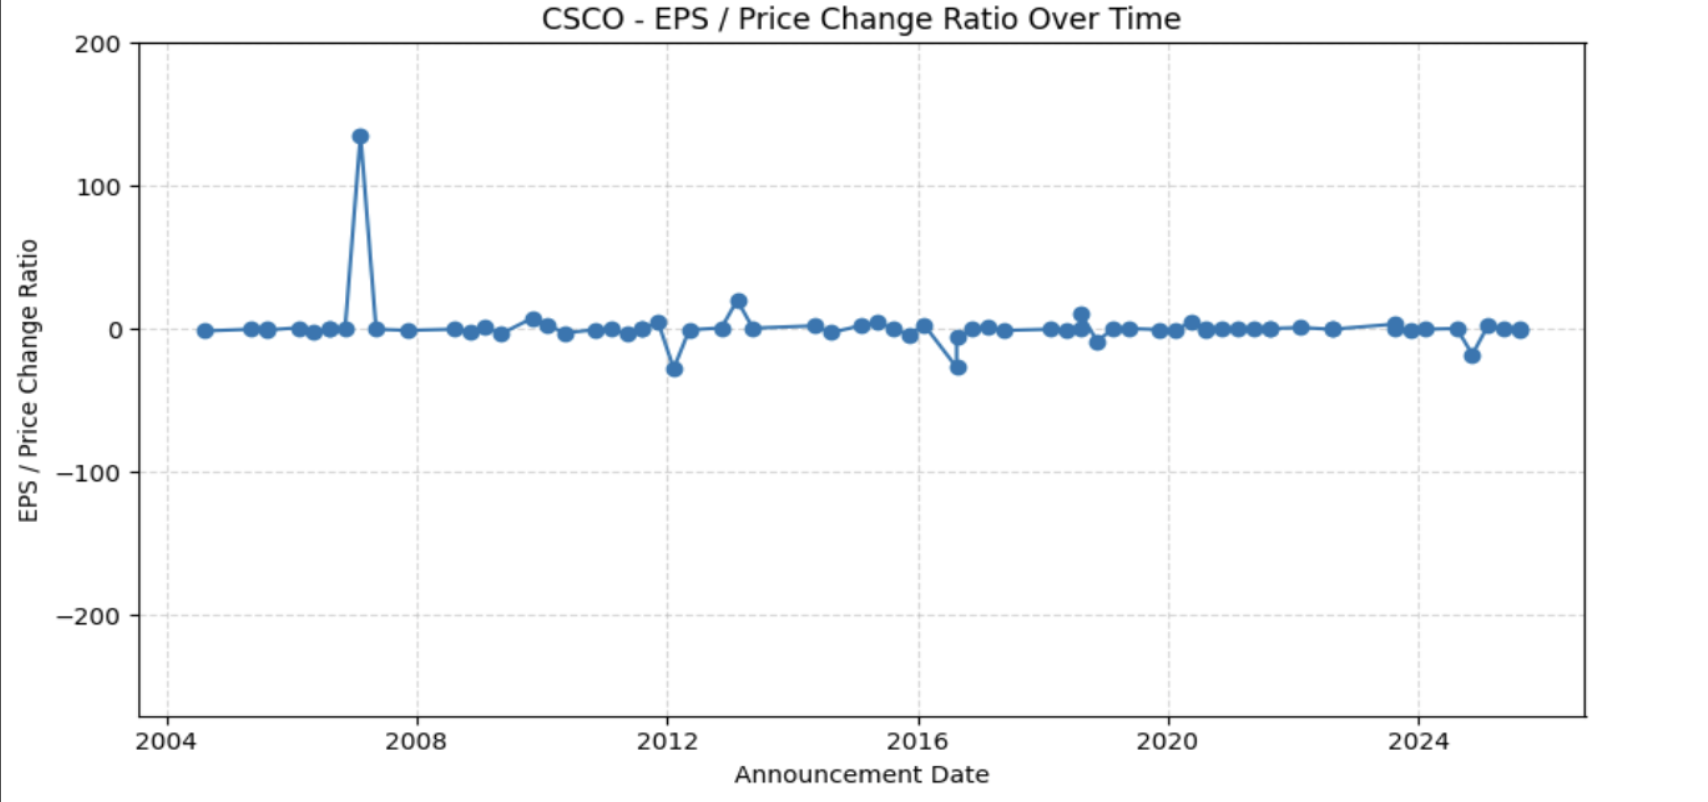 CSCO - EPS / Price Change Ratio Over Time
EPS / Price Change Ratio
200
100
0
−100
−200
2004 2008 2012 2016 2020 2024
Announcement Date